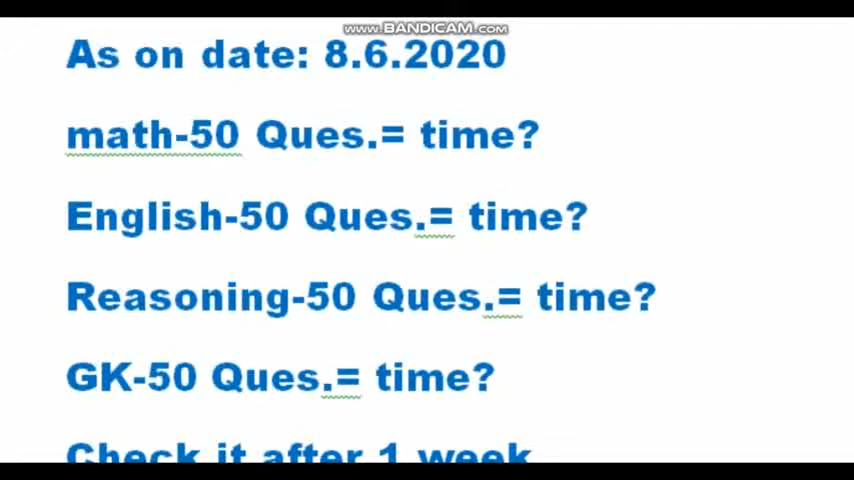 www.BANDICAM.com
As on date: 8.6.2020
math-50 Ques.= time?
English-50 Ques.= time?
Reasoning-50 Ques.= time?
GK-50 Ques.= time?
Check it after 1 week